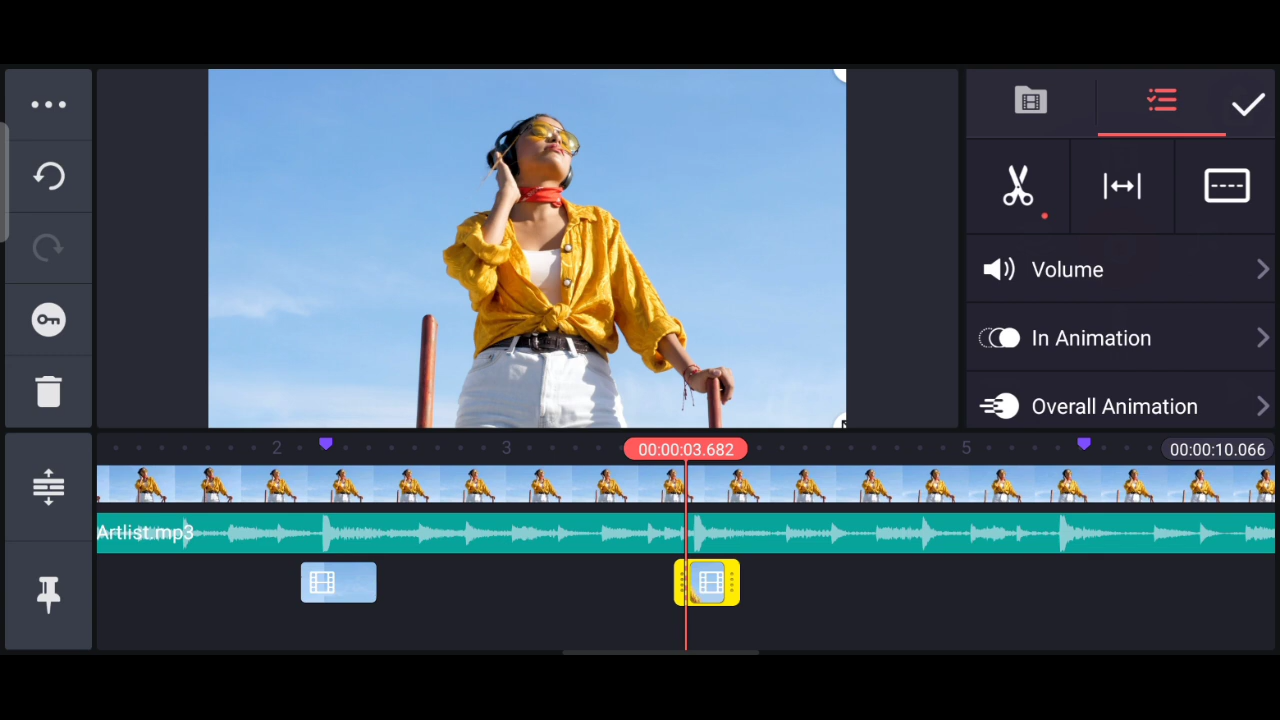 Volume
In Animation
Overall Animation
2
3
00:00:03.682
5
00:00:10.066
Artlist.mp3